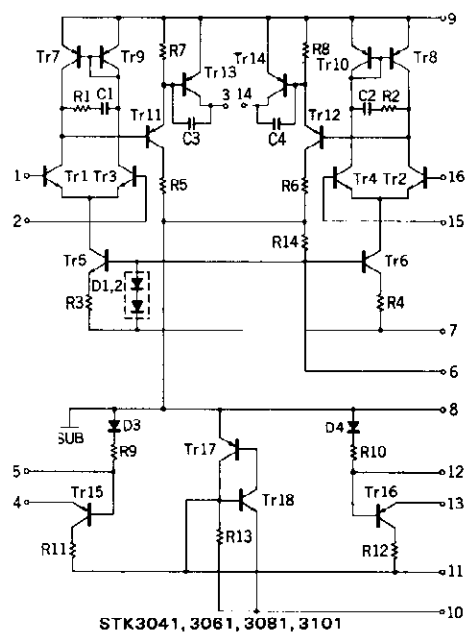 9
Tr7 Tr9 R7 Tr14 R8 Tr10 Tr8
Tr13
R1 C1 3 14 C2 R2
Tr11 C3 C4 Tr12
1 Tr1 Tr3 R5 R6 Tr4 Tr2 16
2 15
R14
Tr5 D1,2 Tr6
R3 R4
7
6
8
SUB D3 Tr17 D4
R9 R10
5 12
4 Tr15 Tr18 Tr16 13
R11 R13 R12
11
10
STK3041, 3061, 3081, 3101